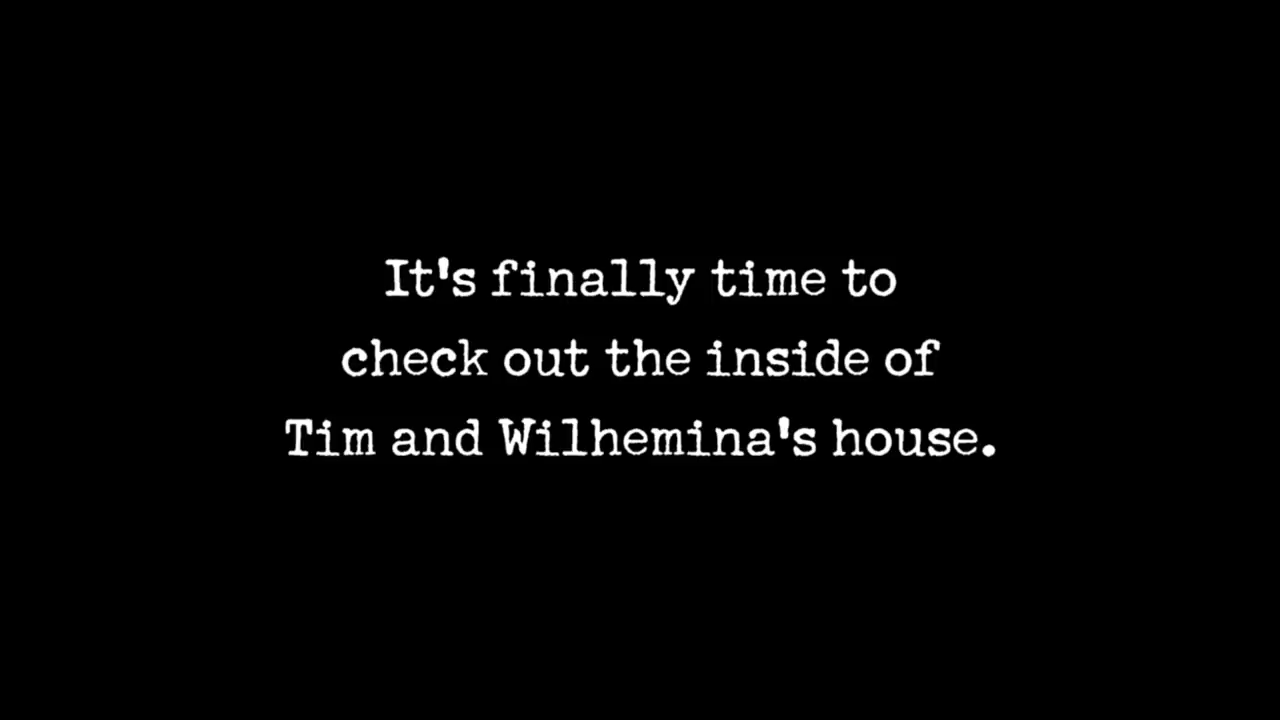 It's finally time to
check out the inside of
Tim and Wilhemina's house.